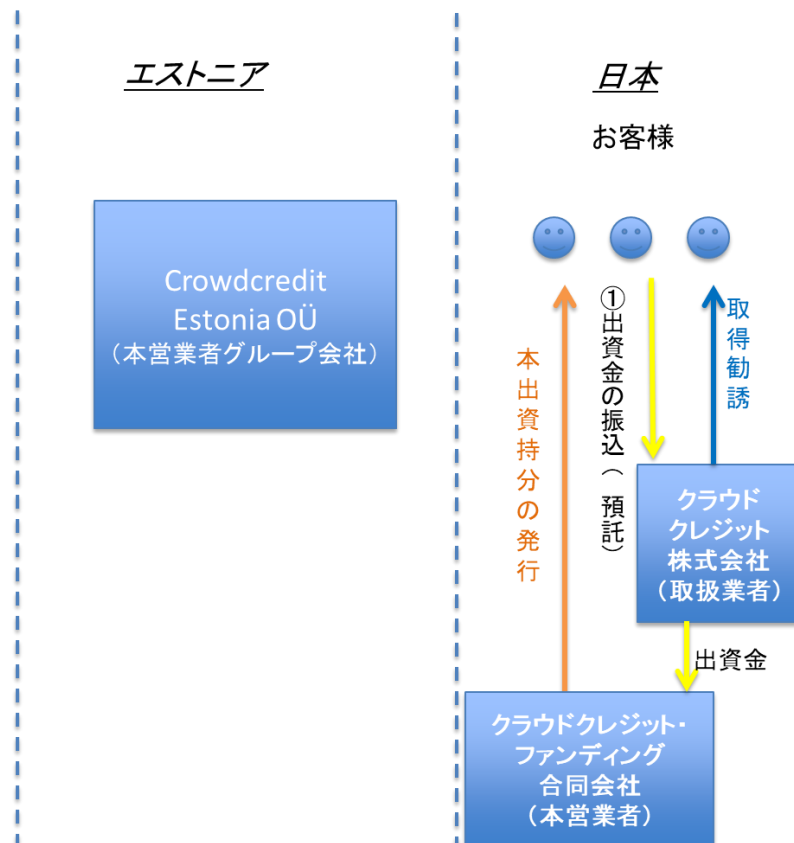 エストニア
日本
お客様
Crowdcredit
Estonia OÜ
（本営業者グループ会社）
本出資持分の発行
①出資金の振込（預託）
取得勧誘
クラウド
クレジット
株式会社
（取扱業者）
出資金
クラウドクレジット・
ファンディング
合同会社
（本営業者）